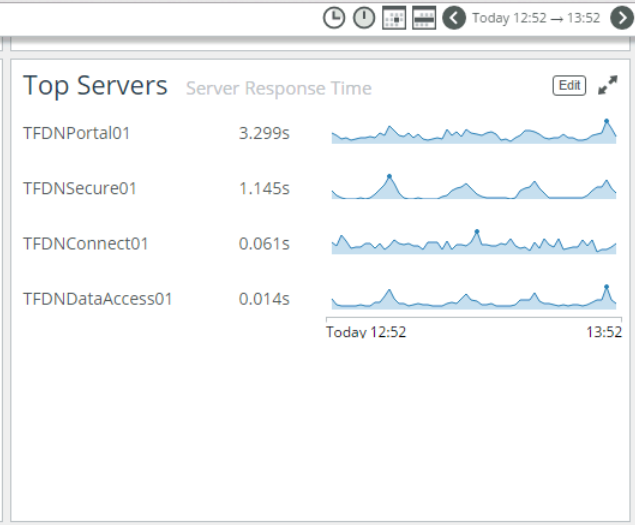 Today 12:52 → 13:52
Top Servers Server Response Time Edit
TFDNPortal01 3.299s
TFDNSecure01 1.145s
TFDNConnect01 0.061s
TFDNDataAccess01 0.014s
Today 12:52 13:52